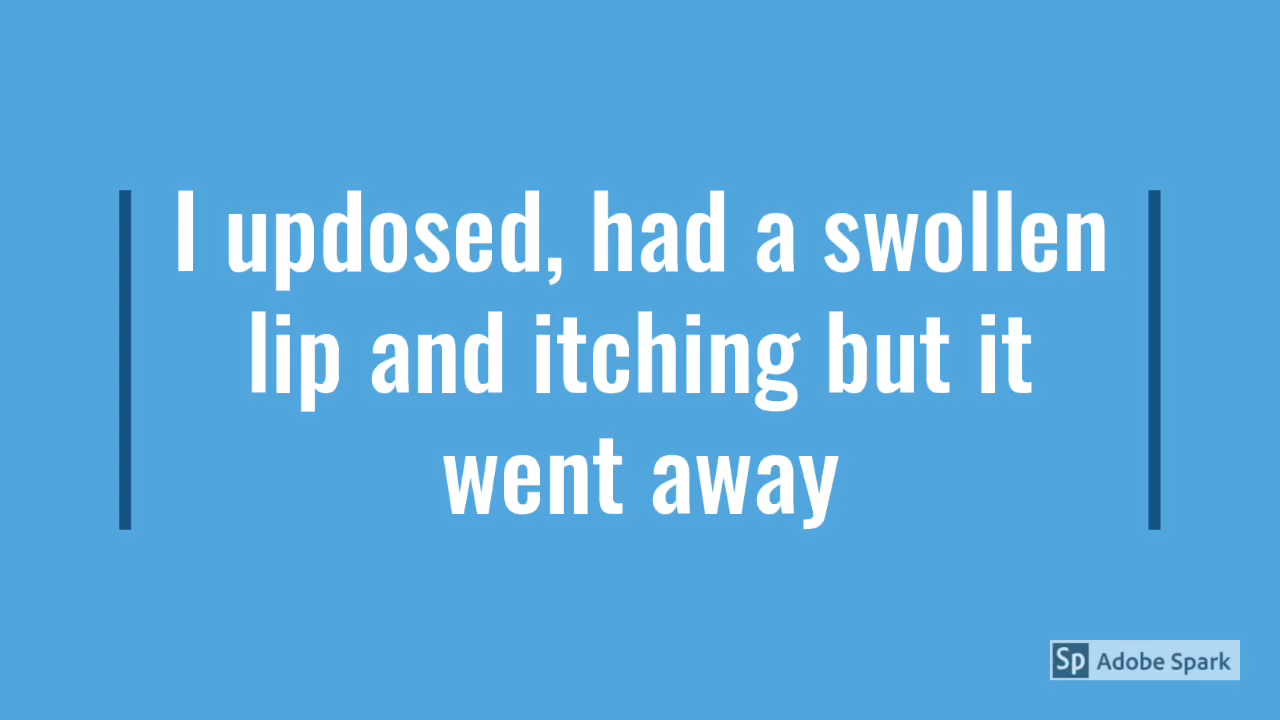 I updosed, had a swollen
lip and itching but it
went away
Sp Adobe Spark